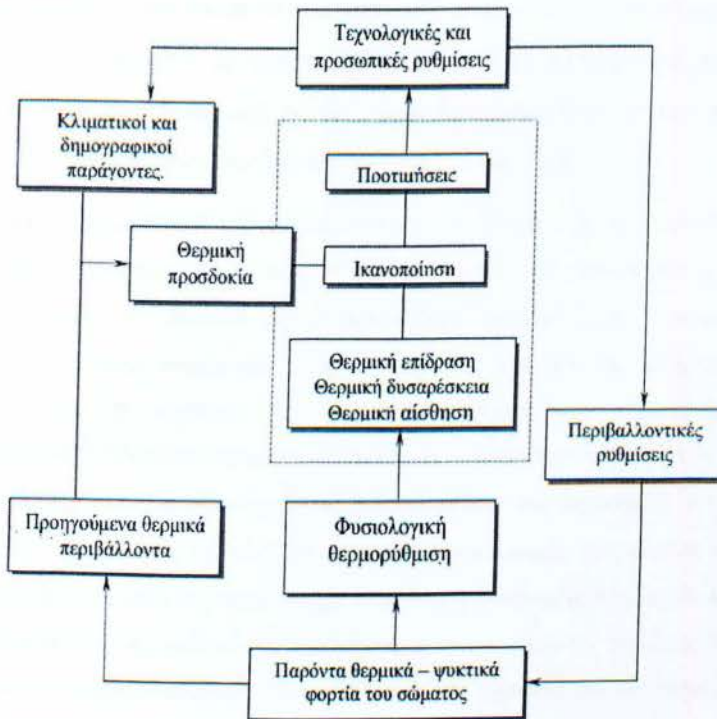 Τεχνολογικές και
προσωπικές ρυθμίσεις
Κλιματικοί και
δημογραφικοί
παράγοντες.
Προτιμήσεις
Θερμική
προσδοκία
Ικανοποίηση
Θερμική επίδραση
Θερμική δυσαρέσκεια
Θερμική αίσθηση
Περιβαλλοντικές
ρυθμίσεις
Προηγούμενα θερμικά
περιβάλλοντα
Φυσιολογική
θερμορύθμιση
Παρόντα θερμικά – ψυκτικά
φορτία του σώματος